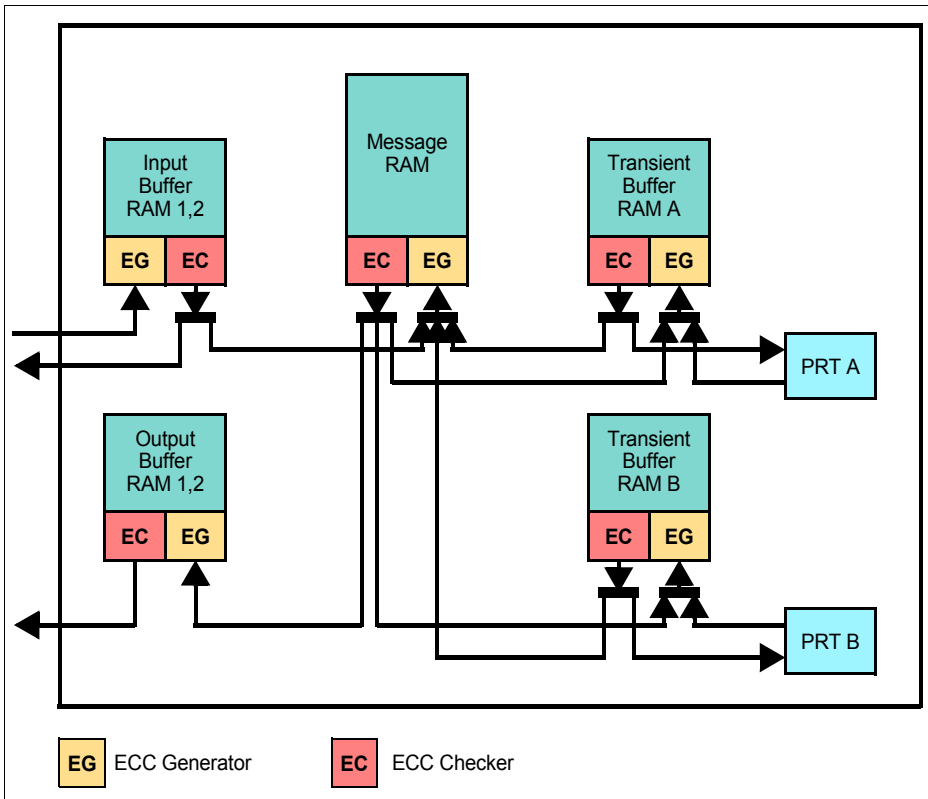 Input
Buffer
RAM 1,2
EG
EC
Message
RAM
EC
EG
Transient
Buffer
RAM A
EC
EG
PRT A
Output
Buffer
RAM 1,2
EC
EG
Transient
Buffer
RAM B
EC
EG
PRT B
EG ECC Generator
EC ECC Checker